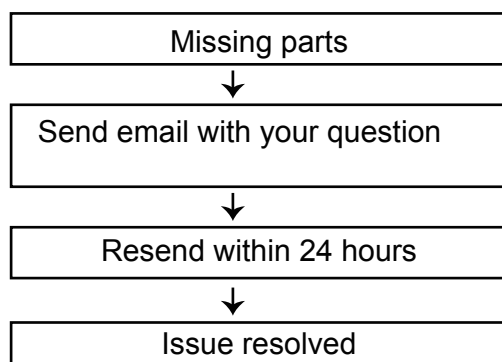 Missing parts
Send email with your question
Resend within 24 hours
Issue resolved